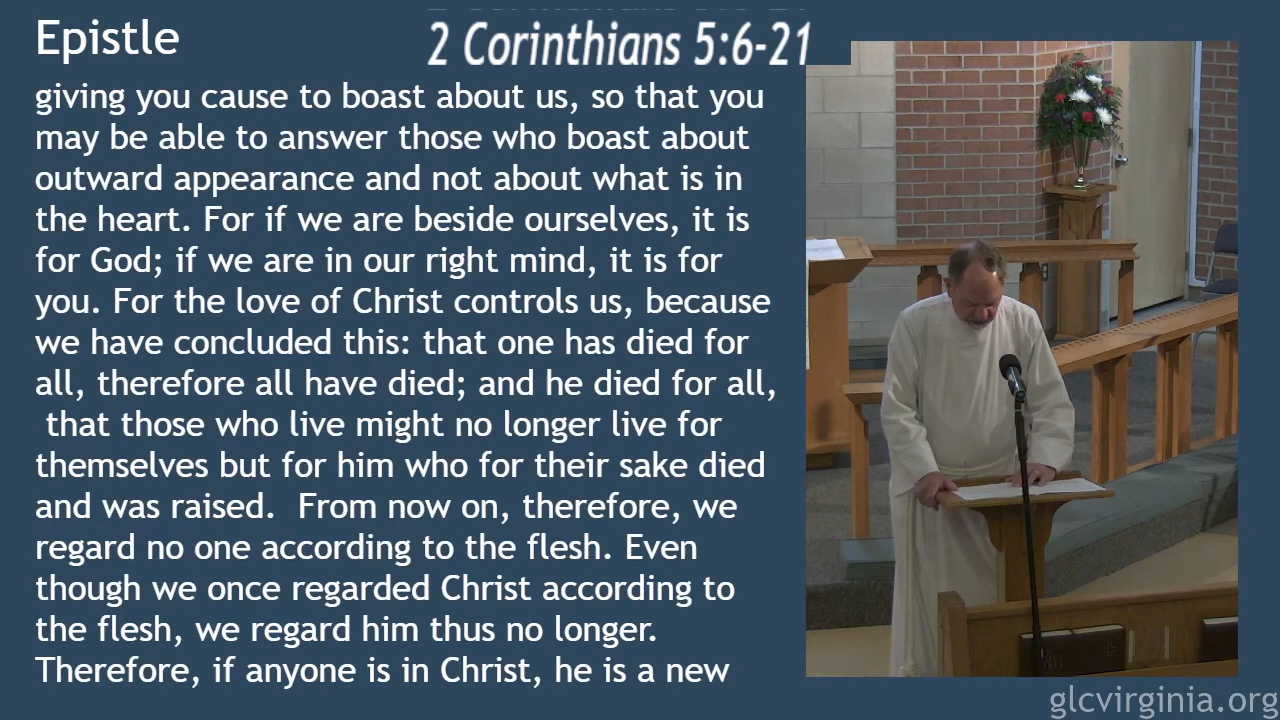 Epistle
2 Corinthians 5:6-21
giving you cause to boast about us, so that you
may be able to answer those who boast about
outward appearance and not about what is in
the heart. For if we are beside ourselves, it is
for God; if we are in our right mind, it is for
you. For the love of Christ controls us, because
we have concluded this: that one has died for
all, therefore all have died; and he died for all,
that those who live might no longer live for
themselves but for him who for their sake died
and was raised.  From now on, therefore, we
regard no one according to the flesh. Even
though we once regarded Christ according to
the flesh, we regard him thus no longer.
Therefore, if anyone is in Christ, he is a new
glcvirginia.org